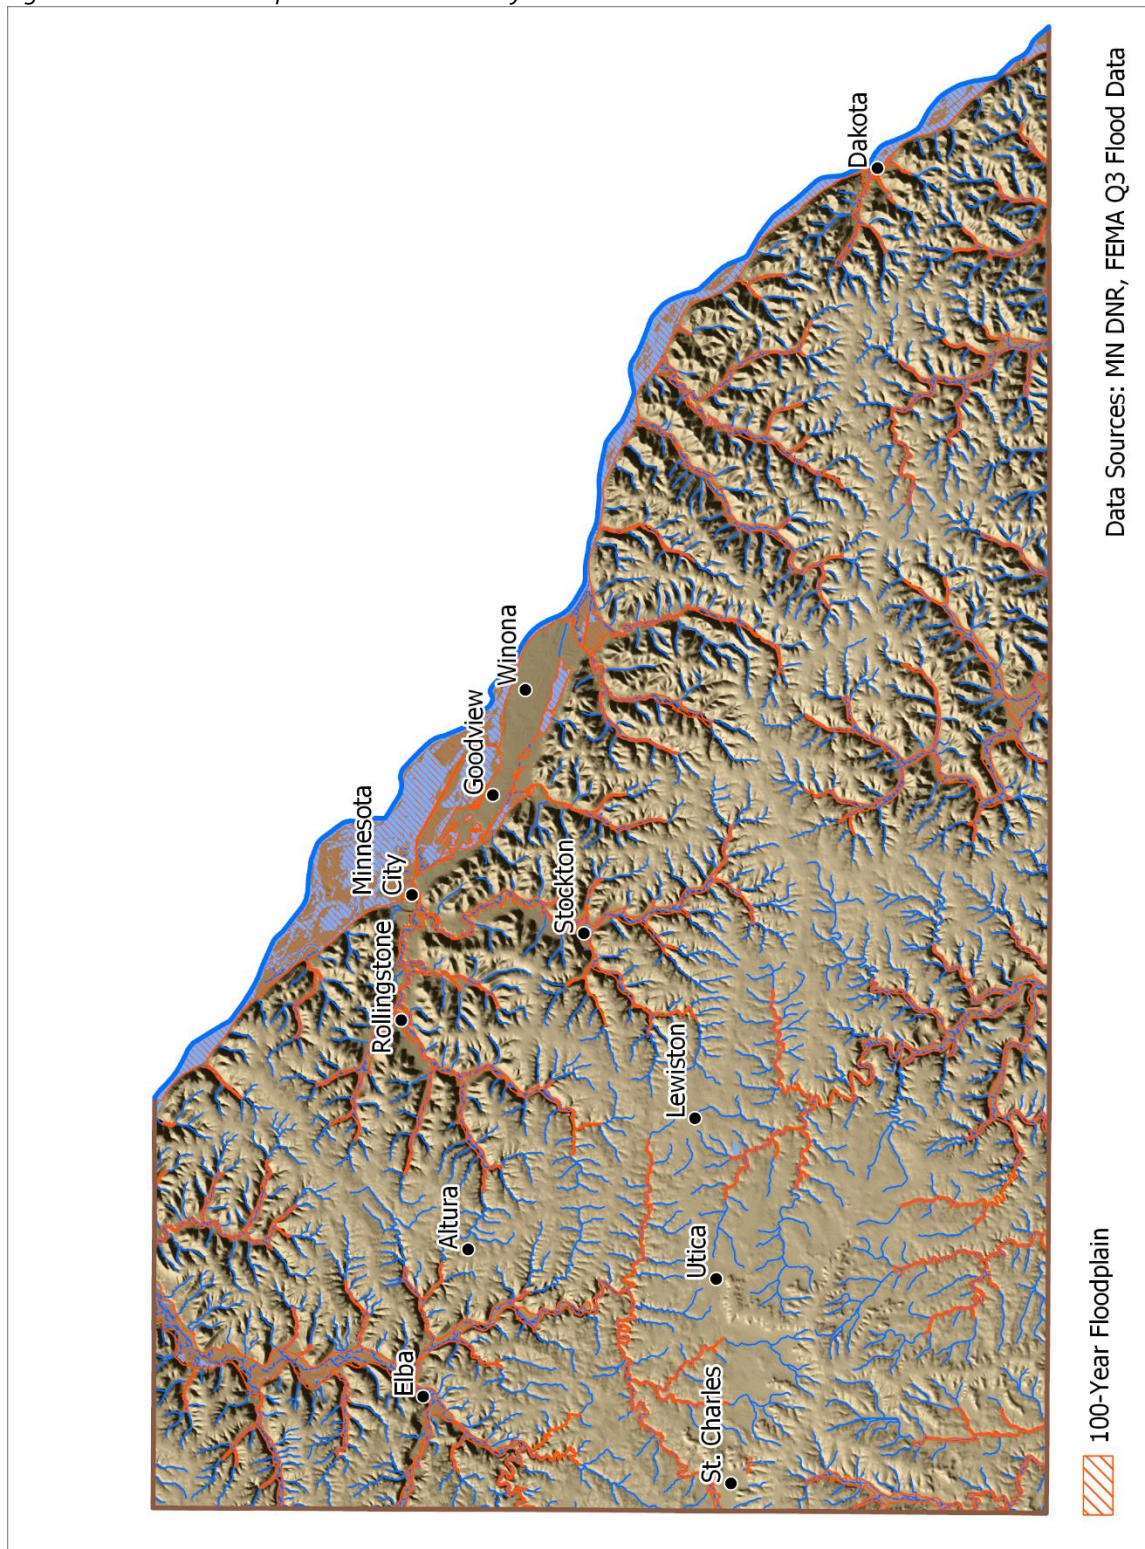 Minnesota
City
Rollingstone
Goodview
Winona
Dakota
Elba
Altura
Stockton
Lewiston
Utica
St. Charles
100-Year Floodplain
Data Sources: MN DNR, FEMA Q3 Flood Data